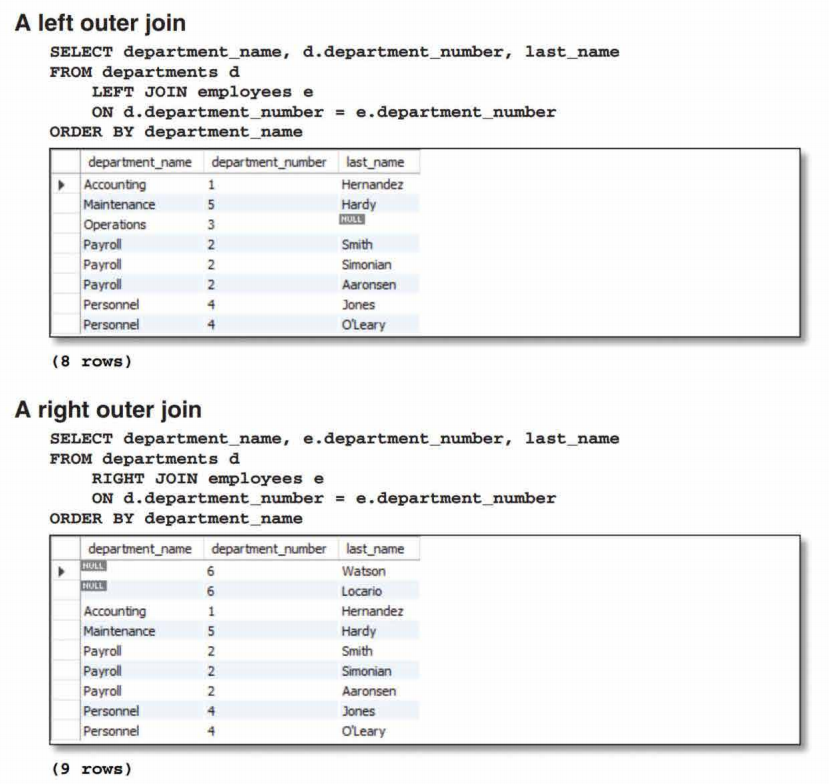 A left outer join
SELECT department_name, d.department_number, last_name
FROM departments d
LEFT JOIN employees e
ON d.department_number = e.department_number
ORDER BY department_name
department_name department_number last_name
Accounting 1 Hernandez
Maintenance 5 Hardy
Operations 3 NULL
Payroll 2 Smith
Payroll 2 Simonian
Payroll 2 Aaronsen
Personnel 4 Jones
Personnel 4 O'Leary
(8 rows)
A right outer join
SELECT department_name, e.department_number, last_name
FROM departments d
RIGHT JOIN employees e
ON d.department_number = e.department_number
ORDER BY department_name
department_name department_number last_name
NULL 6 Watson
NULL 6 Locario
Accounting 1 Hernandez
Maintenance 5 Hardy
Payroll 2 Smith
Payroll 2 Simonian
Payroll 2 Aaronsen
Personnel 4 Jones
Personnel 4 O'Leary
(9 rows)